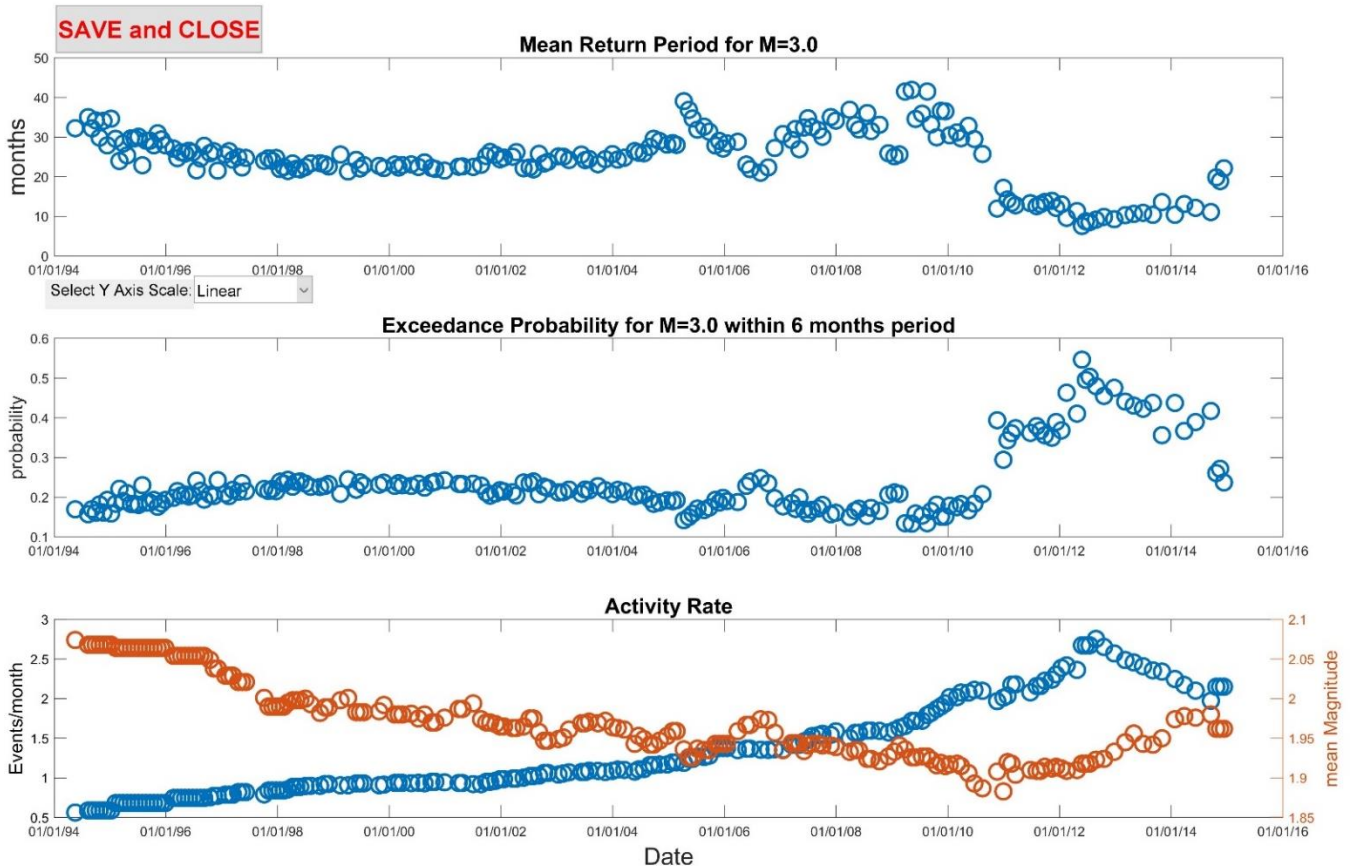 SAVE and CLOSE
Mean Return Period for M=3.0
months
50
40
30
20
10
0
01/01/94 01/01/96 01/01/98 01/01/00 01/01/02 01/01/04 01/01/06 01/01/08 01/01/10 01/01/12 01/01/14 01/01/16
Select Y Axis Scale: Linear
Exceedance Probability for M=3.0 within 6 months period
probability
0.6
0.5
0.4
0.3
0.2
0.1
01/01/94 01/01/96 01/01/98 01/01/00 01/01/02 01/01/04 01/01/06 01/01/08 01/01/10 01/01/12 01/01/14 01/01/16
Activity Rate
Events/month
3
2.5
2
1.5
1
0.5
2.1
2.05
2
1.95
1.9
1.85
mean Magnitude
01/01/94 01/01/96 01/01/98 01/01/00 01/01/02 01/01/04 01/01/06 01/01/08 01/01/10 01/01/12 01/01/14 01/01/16
Date